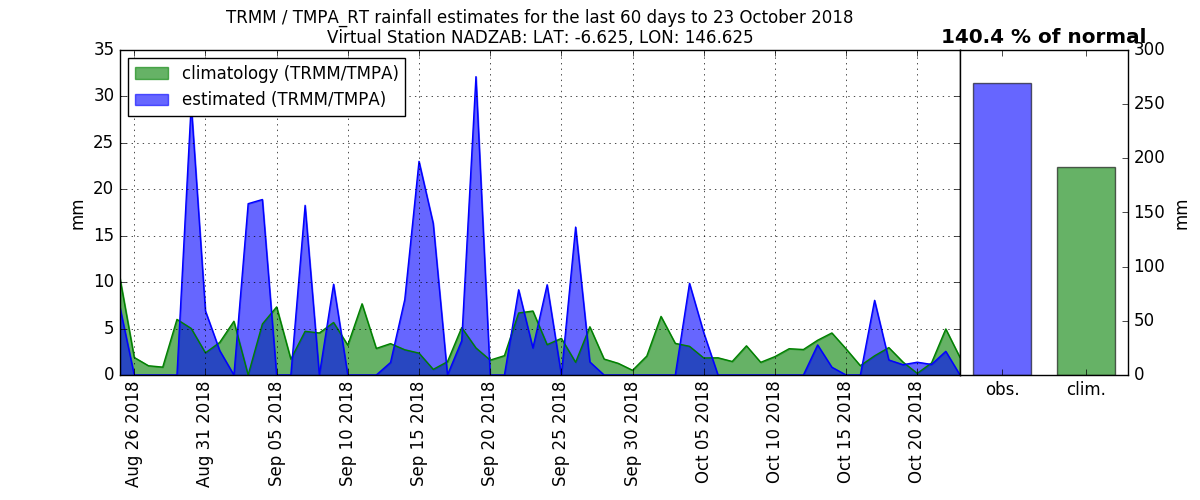 TRMM / TMPA_RT rainfall estimates for the last 60 days to 23 October 2018
Virtual Station NADZAB: LAT: -6.625, LON: 146.625
140.4 % of normal
climatology (TRMM/TMPA)
estimated (TRMM/TMPA)
mm
35
30
25
20
15
10
5
0
Aug 26 2018
Aug 31 2018
Sep 05 2018
Sep 10 2018
Sep 15 2018
Sep 20 2018
Sep 25 2018
Sep 30 2018
Oct 05 2018
Oct 10 2018
Oct 15 2018
Oct 20 2018
obs.
clim.
300
250
200
150
100
50
0
mm